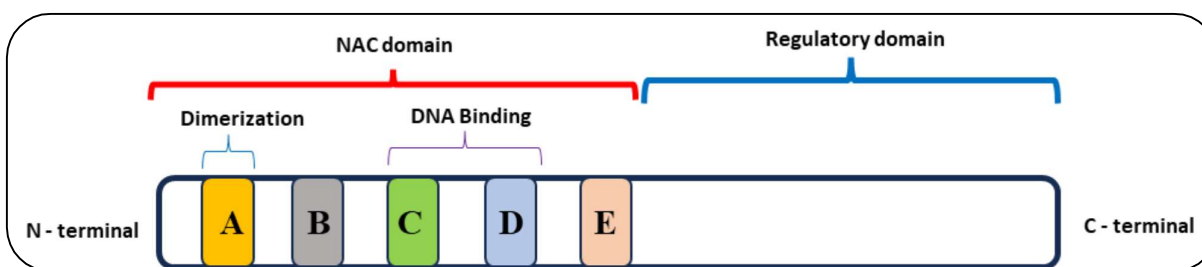 NAC domain
Regulatory domain
Dimerization
DNA Binding
N - terminal
A
B
C
D
E
C - terminal